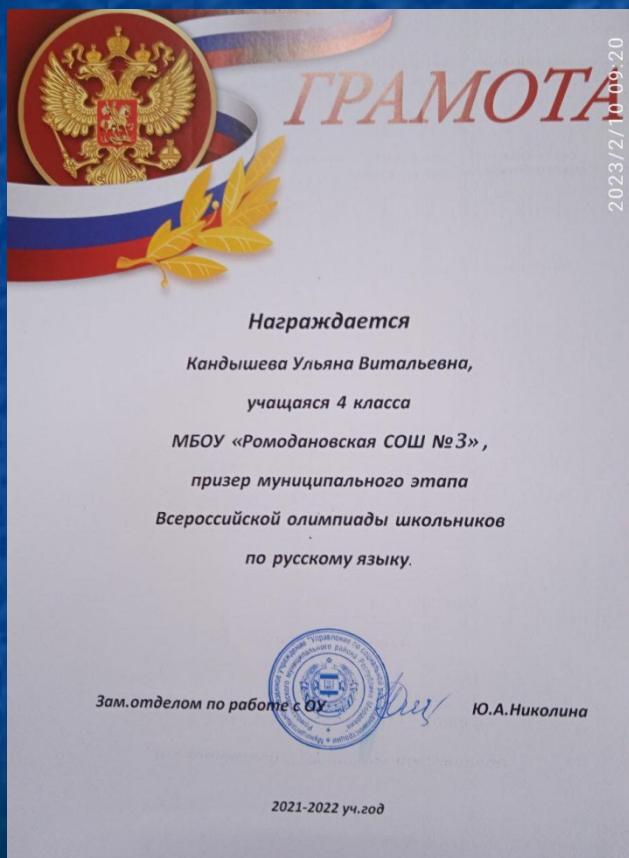 ГРАМОТА
2023/2/10 09:20
Награждается
Кандышева Ульяна Витальевна,
учащаяся 4 класса
МБОУ «Ромодановская СОШ №3» ,
призер муниципального этапа
Всероссийской олимпиады школьников
по русскому языку.
Зам.отделом по работе с ОУ
Ю.А.Николина
2021-2022 уч.год